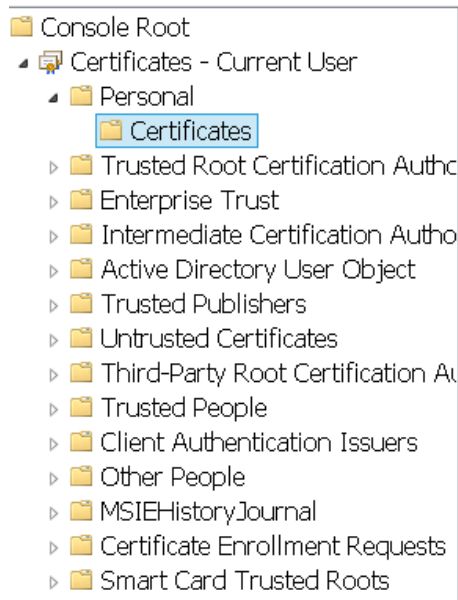 Console Root
Certificates - Current User
Personal
Certificates
Trusted Root Certification Autho
Enterprise Trust
Intermediate Certification Autho
Active Directory User Object
Trusted Publishers
Untrusted Certificates
Third-Party Root Certification Au
Trusted People
Client Authentication Issuers
Other People
MSIEHistoryJournal
Certificate Enrollment Requests
Smart Card Trusted Roots